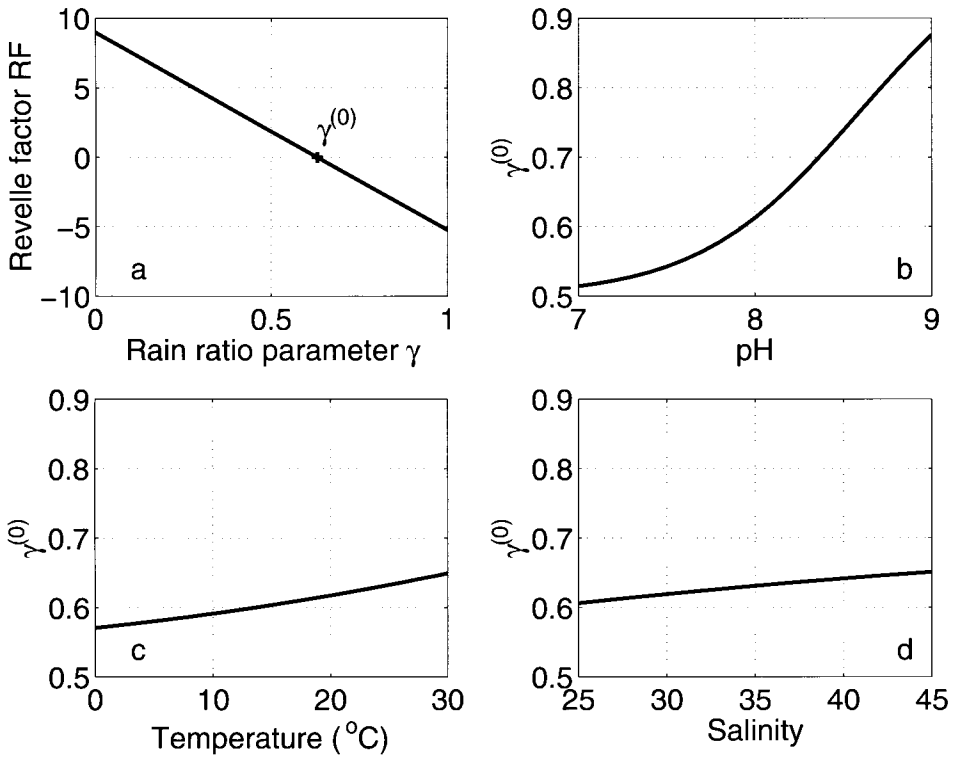 Revelle factor RF
10
5
0
−5
−10
γ(0)
a
0
0.5
1
Rain ratio parameter γ
γ(0)
0.9
0.8
0.7
0.6
0.5
b
7
8
9
pH
γ(0)
0.9
0.8
0.7
0.6
0.5
c
0
10
20
30
Temperature (°C)
γ(0)
0.9
0.8
0.7
0.6
0.5
d
25
30
35
40
45
Salinity